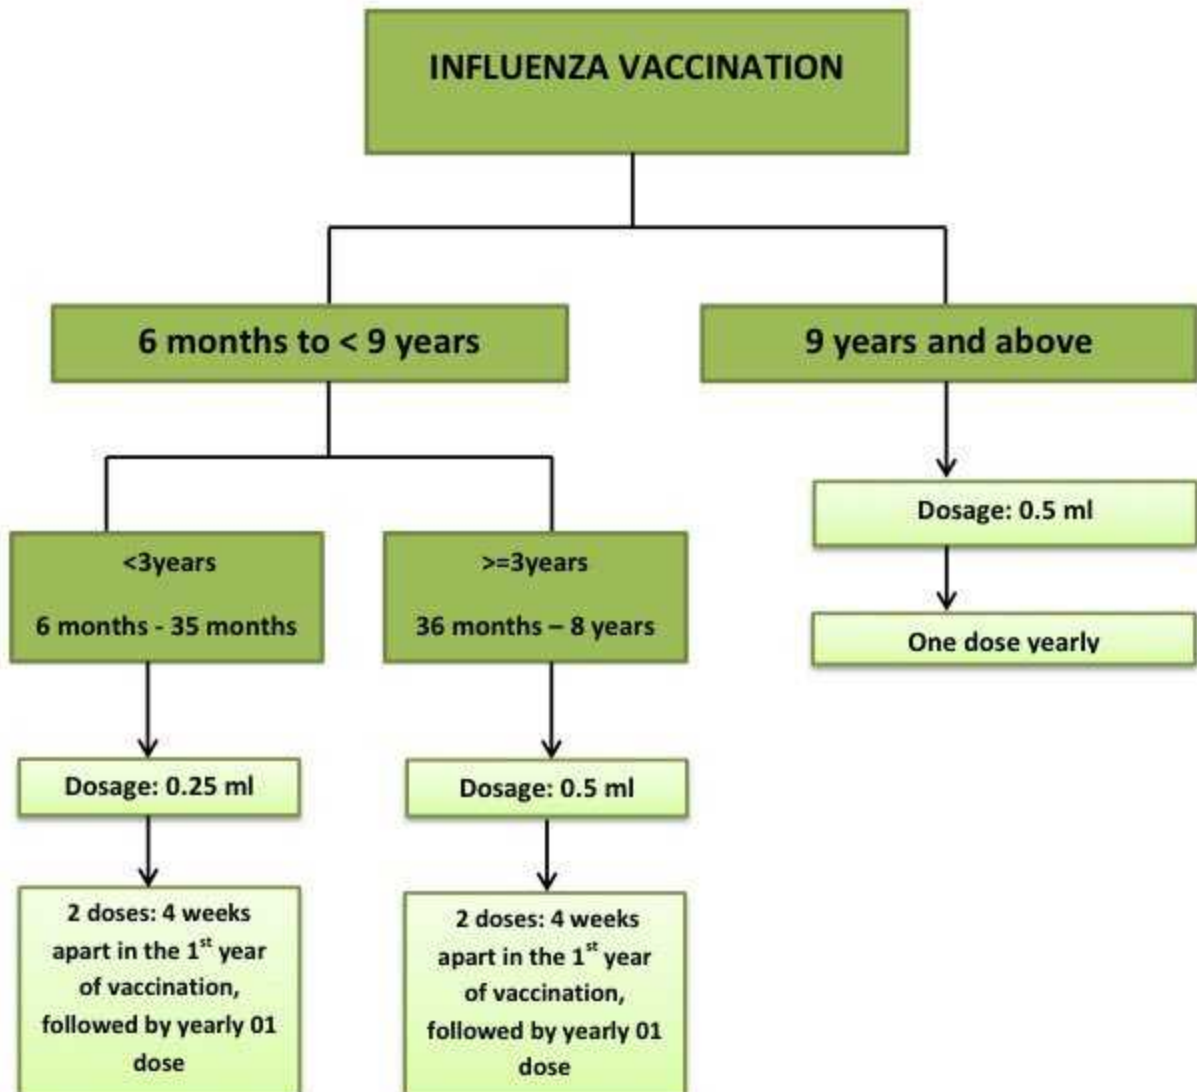 INFLUENZA VACCINATION
6 months to < 9 years
9 years and above
<3years
6 months - 35 months
>=3years
36 months – 8 years
Dosage: 0.5 ml
One dose yearly
Dosage: 0.25 ml
Dosage: 0.5 ml
2 doses: 4 weeks
apart in the 1st year
of vaccination,
followed by yearly 01
dose
2 doses: 4 weeks
apart in the 1st year
of vaccination,
followed by yearly 01
dose